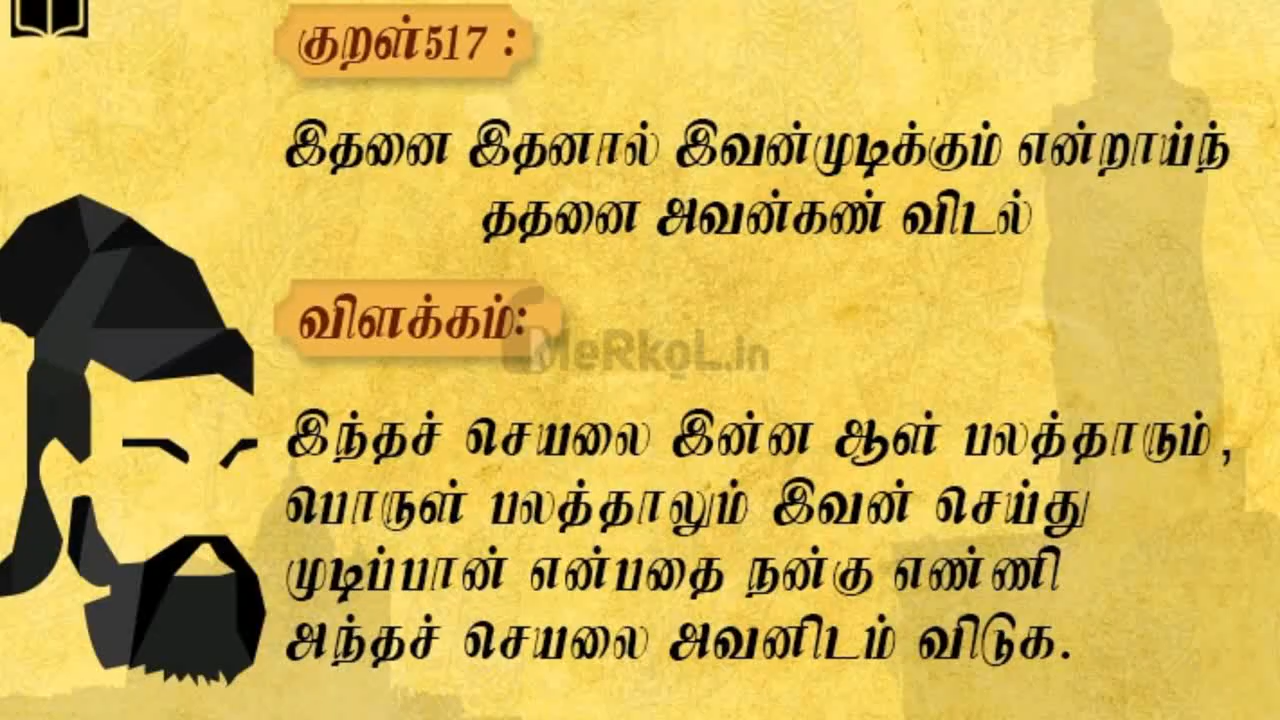 குறள்517 :
இதனை இதனால் இவன்முடிக்கும் என்றாய்ந்
ததனை அவன்கண் விடல்
விளக்கம்:
MeRkoL.in
இந்தச் செயலை இன்ன ஆள் பலத்தாரும்,
பொருள் பலத்தாலும் இவன் செய்து
முடிப்பான் என்பதை நன்கு எண்ணி
அந்தச் செயலை அவனிடம் விடுக.